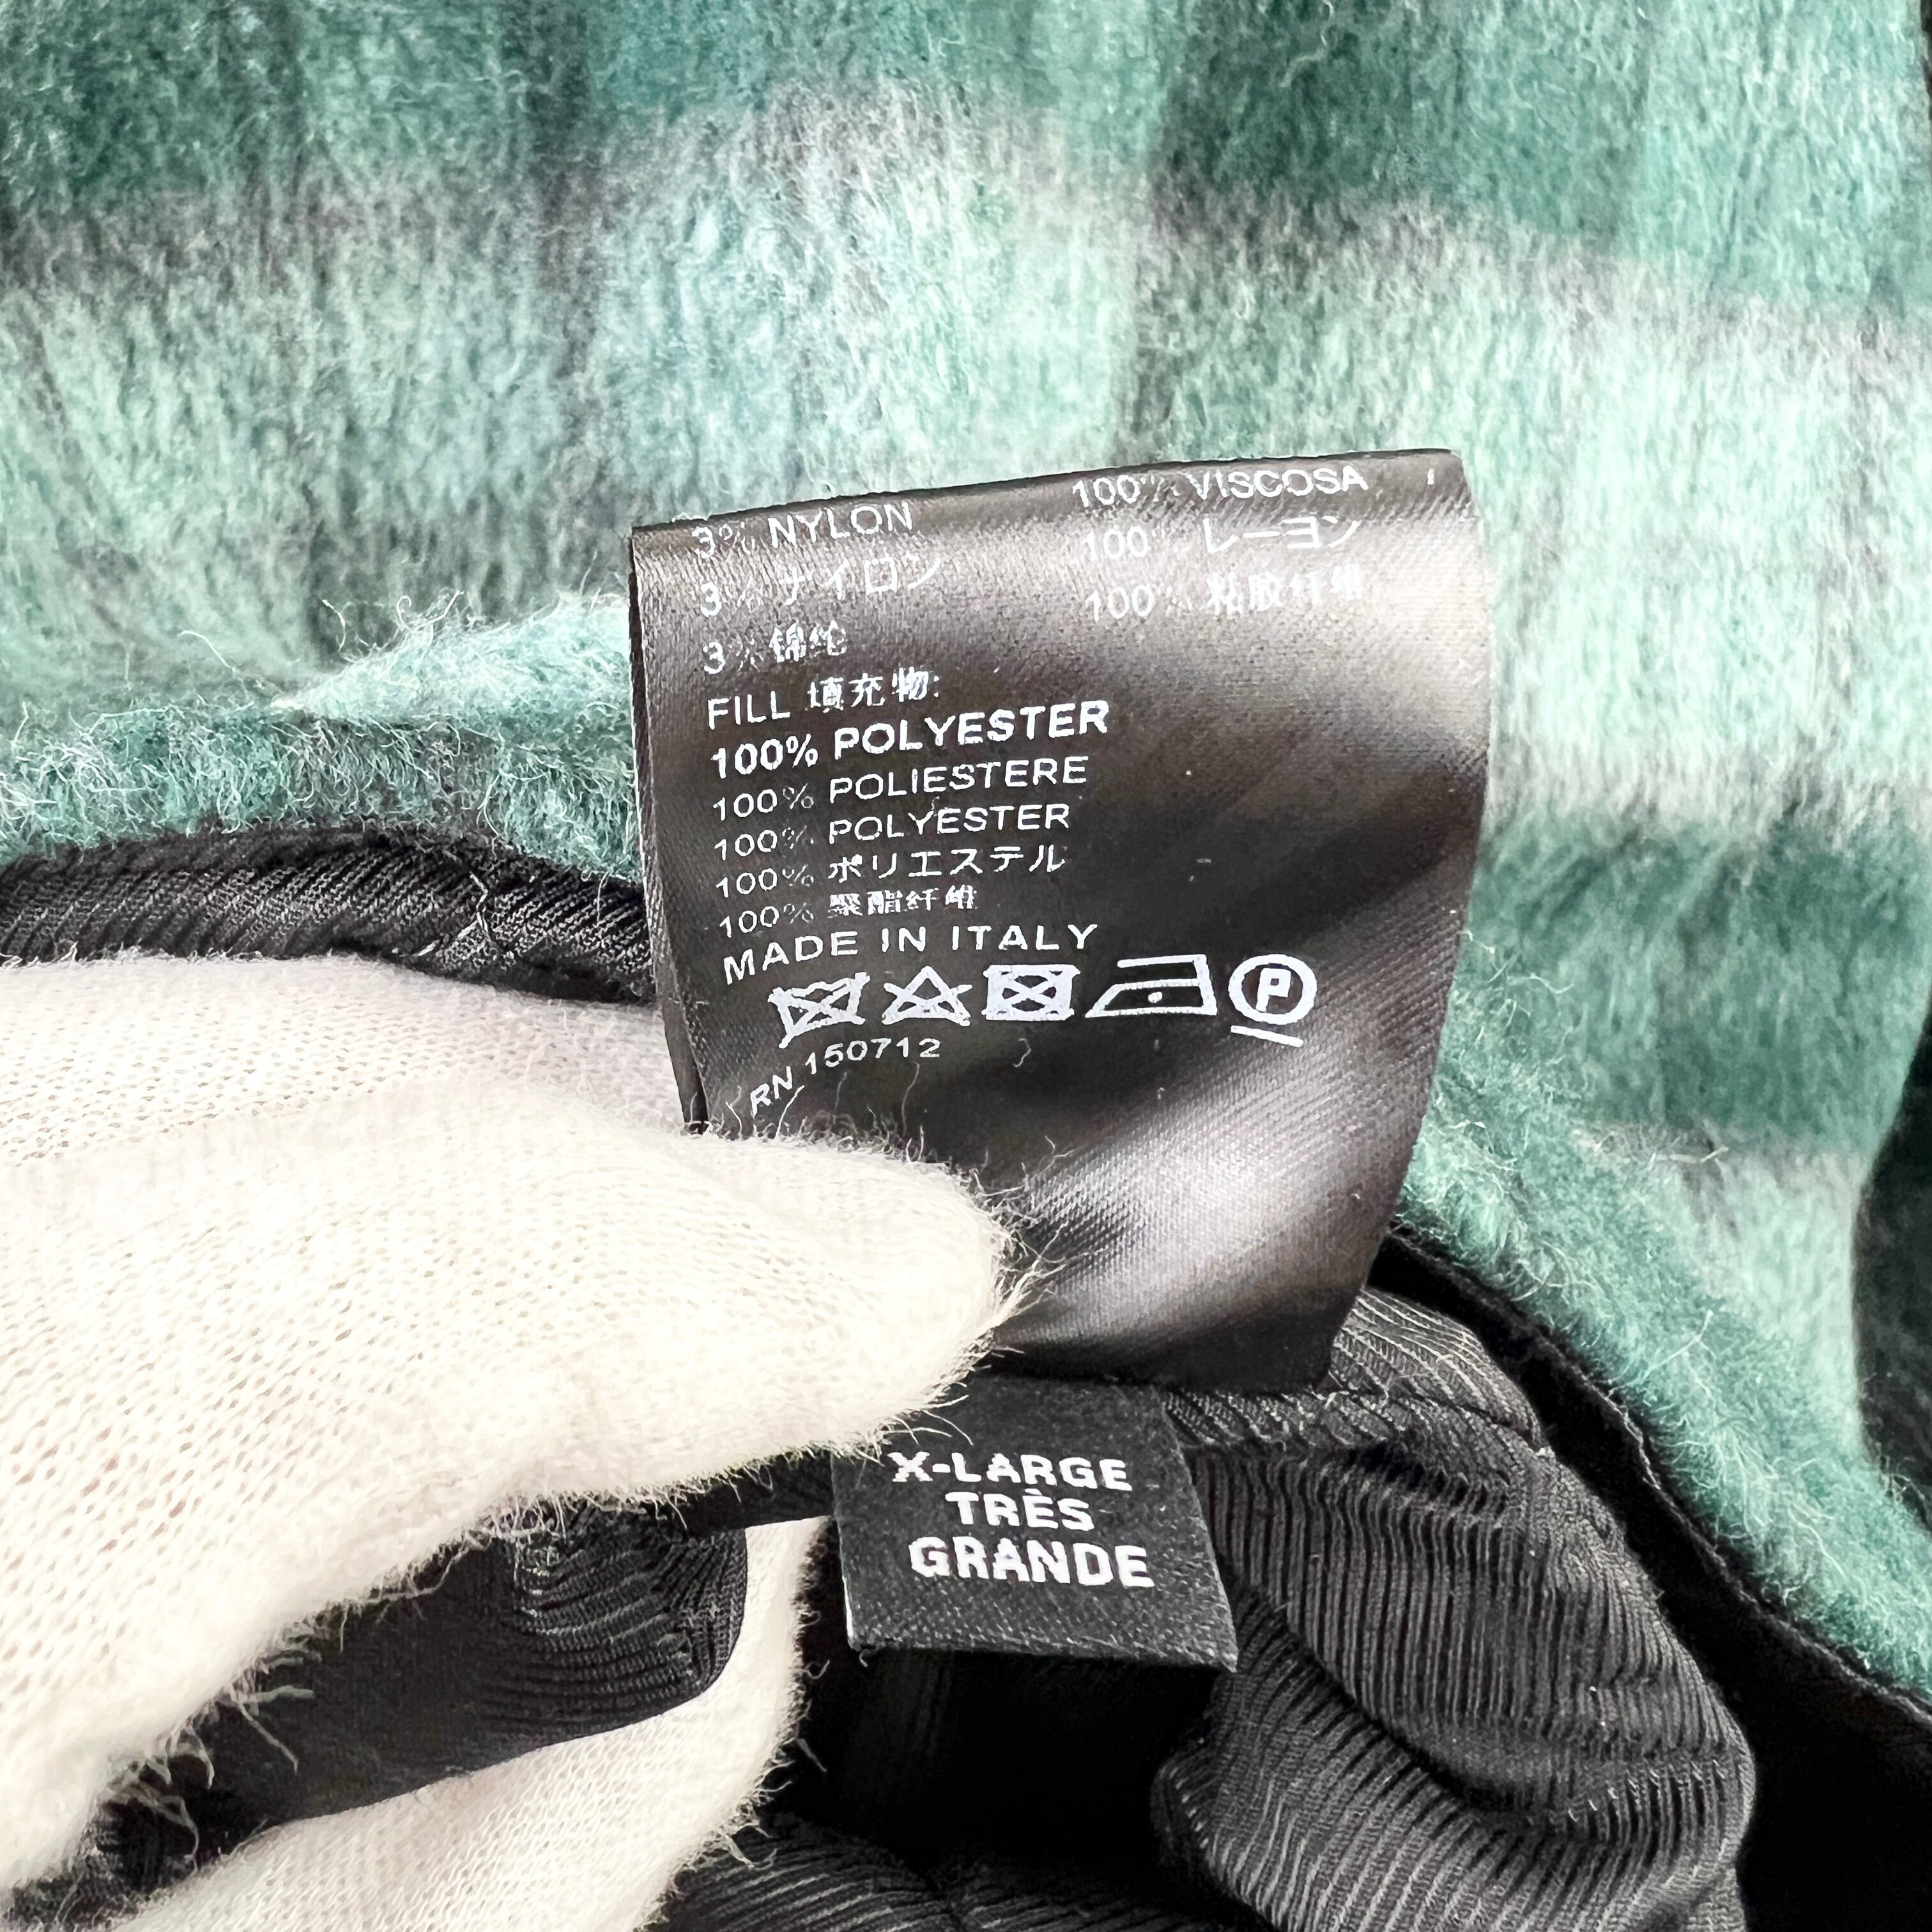 3% NYLON
3% ナイロン
3% 锦纶
100% VISCOSA
100% レーヨン
100% 粘胶纤维
FILL 填充物:
100% POLYESTER
100% POLIESTERE
100% POLYESTER
100% ポリエステル
100% 聚酯纤维
MADE IN ITALY
P
RN 150712
X-LARGE
TRÈS
GRANDE